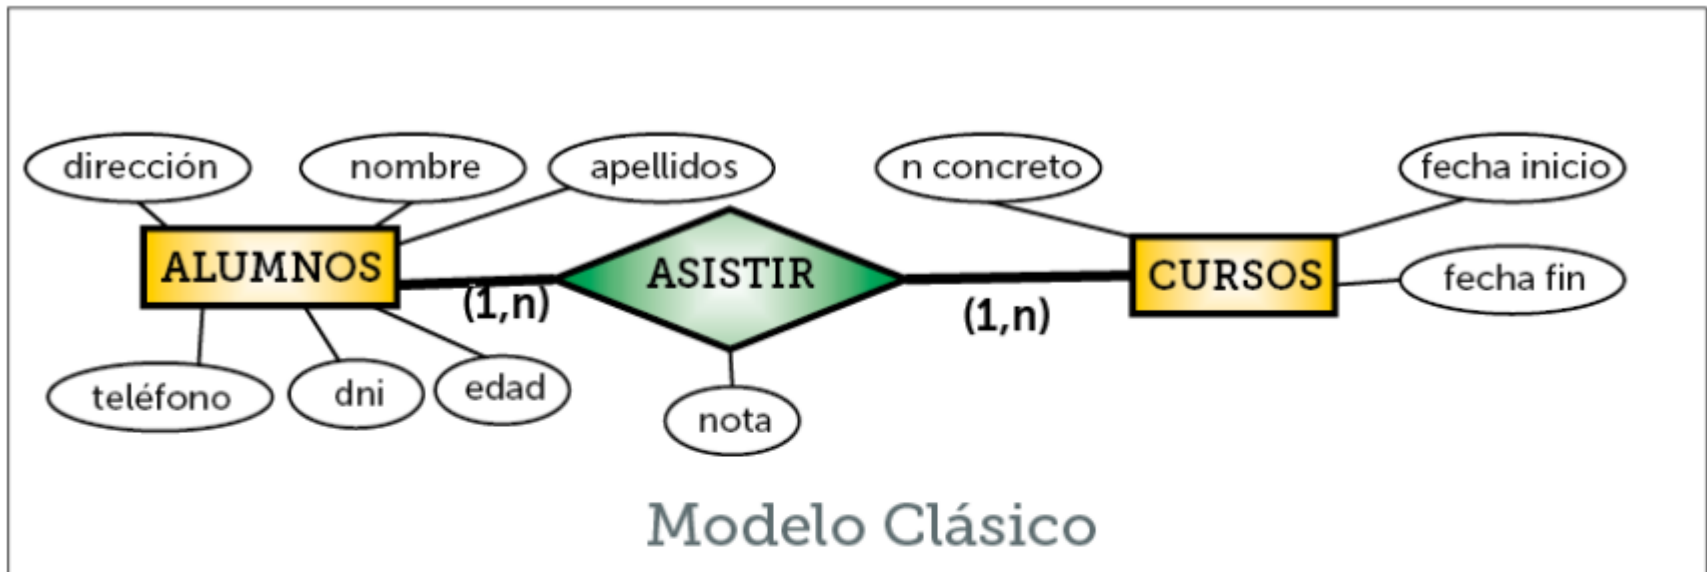 dirección
nombre
apellidos
n concreto
fecha inicio
ALUMNOS
ASISTIR
CURSOS
fecha fin
(1,n)
(1,n)
teléfono
dni
edad
nota
Modelo Clásico